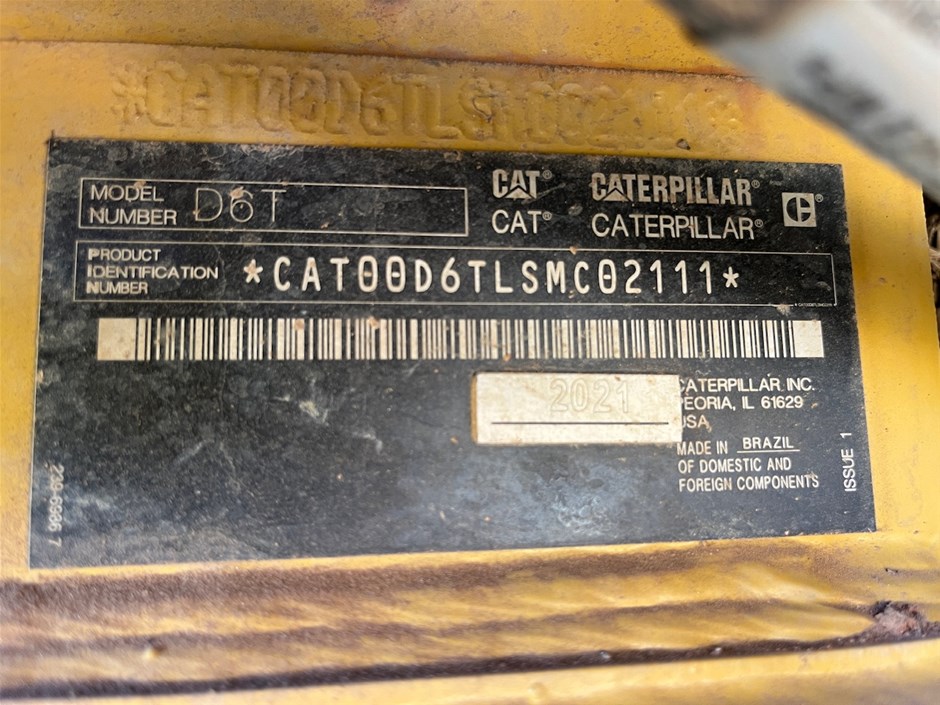 MODEL
NUMBER D6T
CAT® CATERPILLAR®
CAT® CATERPILLAR®
C®
PRODUCT
IDENTIFICATION
NUMBER
*CAT00D6TLSMC02111*
2021
CATERPILLAR INC.
PEORIA, IL 61629
USA
MADE IN BRAZIL
OF DOMESTIC AND
FOREIGN COMPONENTS
ISSUE 1